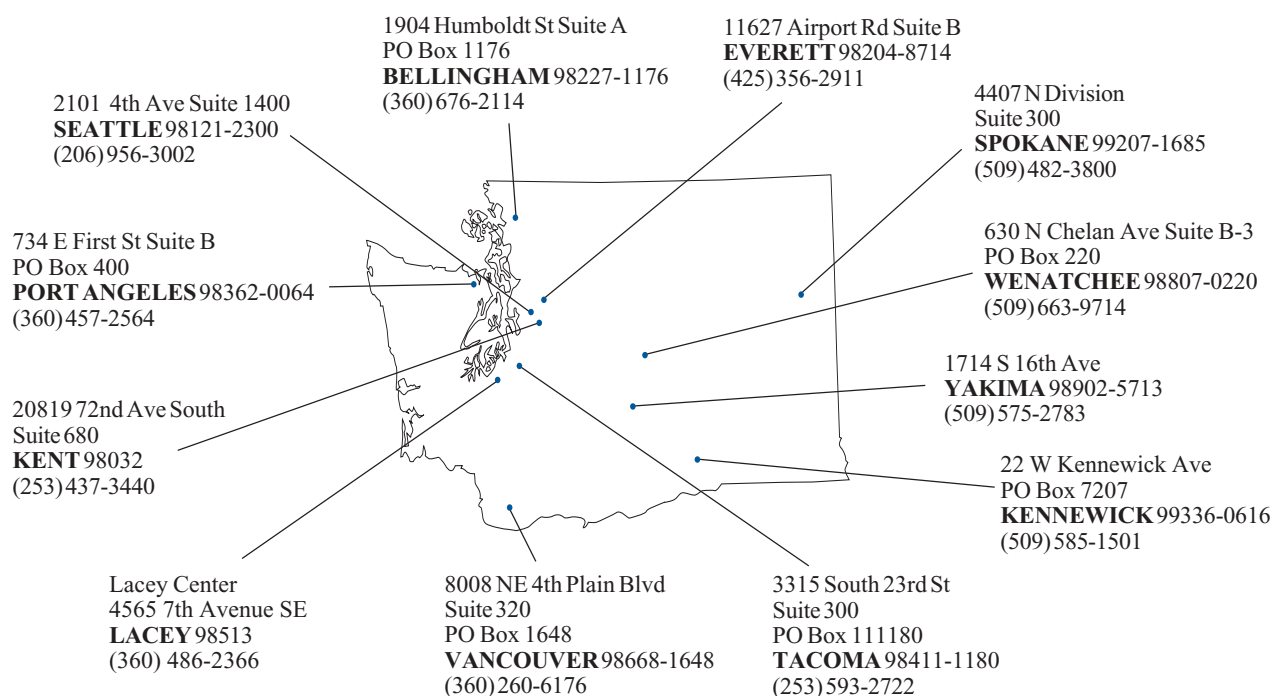 1904 Humboldt St Suite A
PO Box 1176
BELLINGHAM 98227-1176
(360) 676-2114
11627 Airport Rd Suite B
EVERETT 98204-8714
(425) 356-2911
2101 4th Ave Suite 1400
SEATTLE 98121-2300
(206) 956-3002
4407 N Division
Suite 300
SPOKANE 99207-1685
(509) 482-3800
734 E First St Suite B
PO Box 400
PORT ANGELES 98362-0064
(360) 457-2564
630 N Chelan Ave Suite B-3
PO Box 220
WENATCHEE 98807-0220
(509) 663-9714
1714 S 16th Ave
YAKIMA 98902-5713
(509) 575-2783
20819 72nd Ave South
Suite 680
KENT 98032
(253) 437-3440
22 W Kennewick Ave
PO Box 7207
KENNEWICK 99336-0616
(509) 585-1501
Lacey Center
4565 7th Avenue SE
LACEY 98513
(360) 486-2366
8008 NE 4th Plain Blvd
Suite 320
PO Box 1648
VANCOUVER 98668-1648
(360) 260-6176
3315 South 23rd St
Suite 300
PO Box 111180
TACOMA 98411-1180
(253) 593-2722